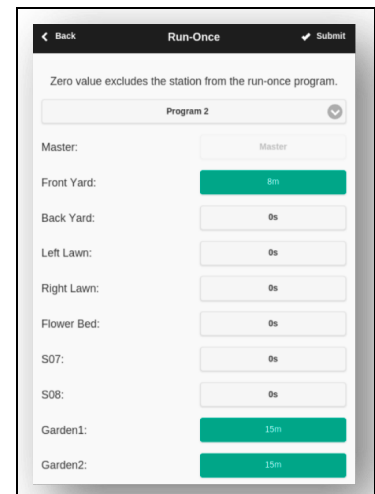 Back Run-Once Submit
Zero value excludes the station from the run-once program.
Program 2
Master: Master
Front Yard: 8m
Back Yard: 0s
Left Lawn: 0s
Right Lawn: 0s
Flower Bed: 0s
S07: 0s
S08: 0s
Garden1: 15m
Garden2: 15m